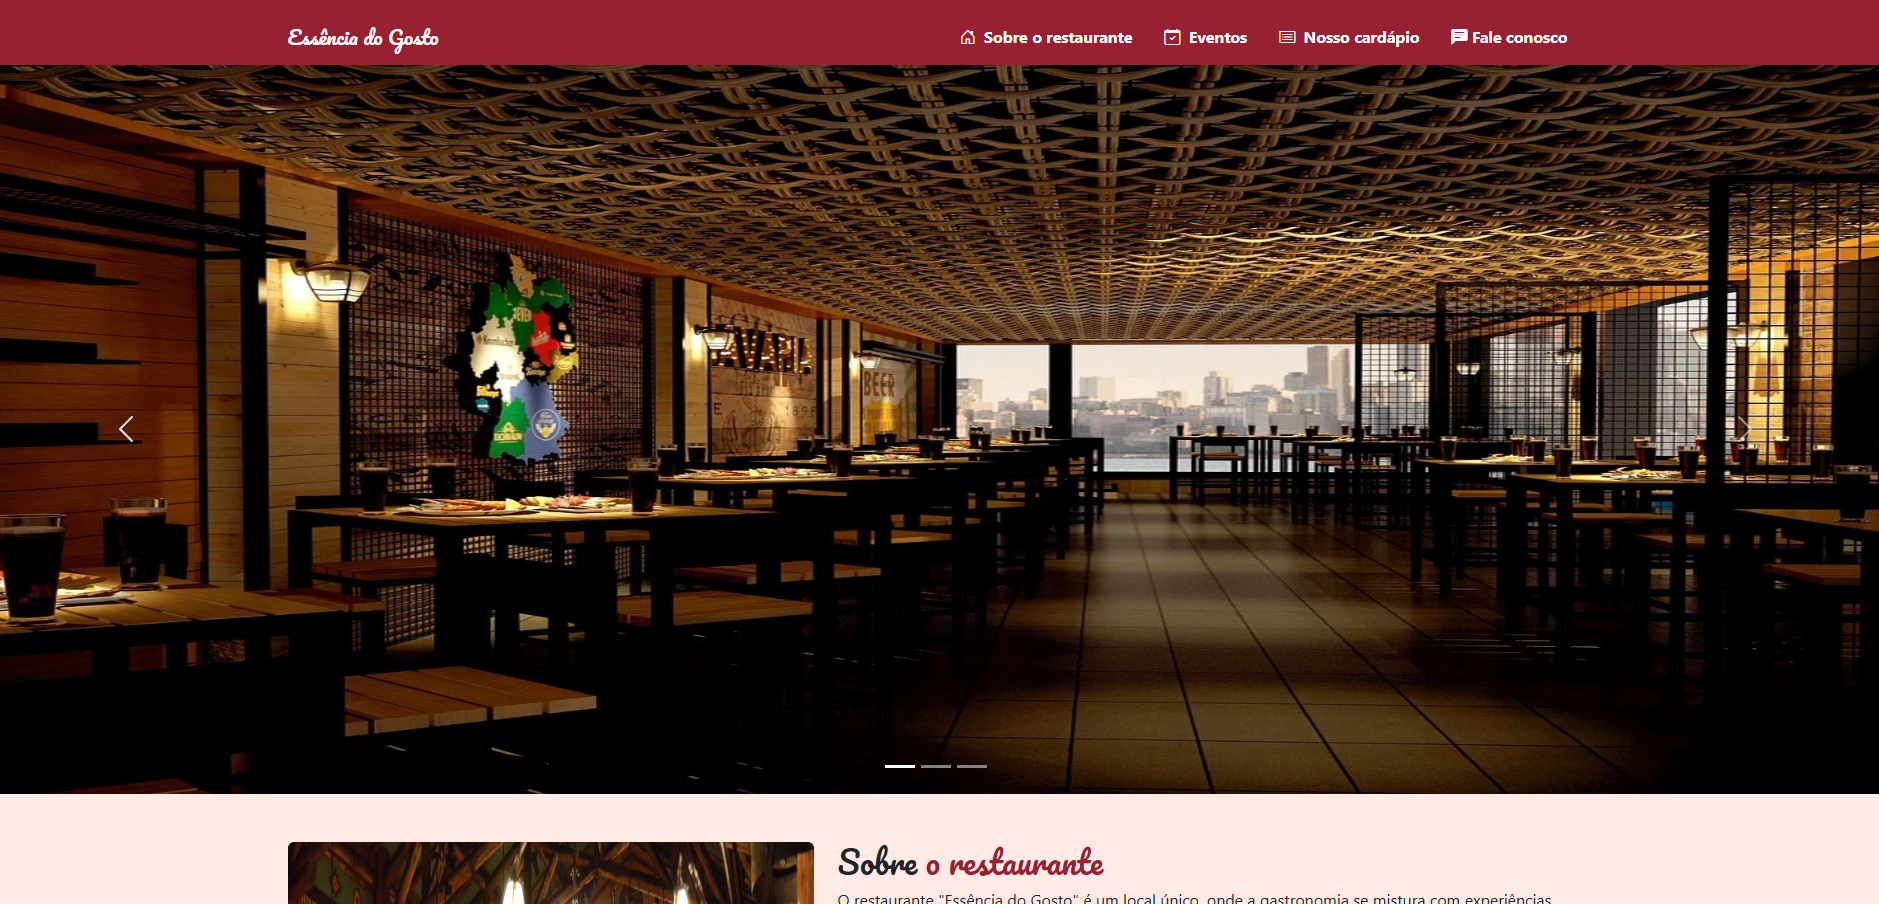 Essência do Gosto
Sobre o restaurante Eventos Nosso cardápio Fale conosco
BEER
Sobre o restaurante
O restaurante "Essência do Gosto" é um local único, onde a gastronomia se mistura com experiências